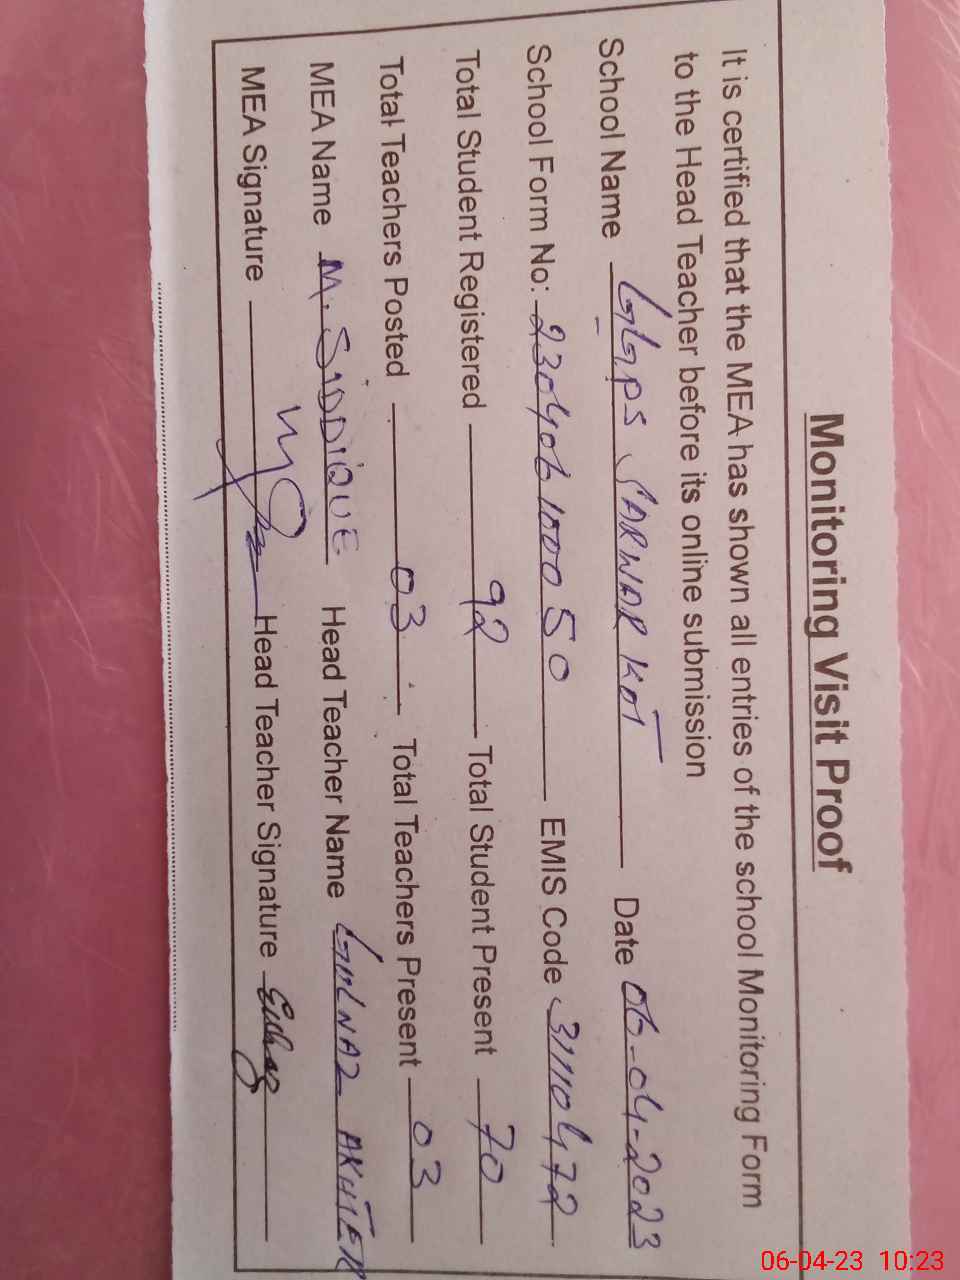 Monitoring Visit Proof
It is certified that the MEA has shown all entries of the school Monitoring Form
to the Head Teacher before its online submission
School Name GGPS SARWAR KOT Date 06-04-2023
School Form No: 230406100050 EMIS Code 31110472
Total Student Registered 92 Total Student Present 70
Total Teachers Posted 03 Total Teachers Present 03
MEA Name M. SIDDIQUE Head Teacher Name GULNAZ AKHTER
MEA Signature Head Teacher Signature
06-04-23 10:23